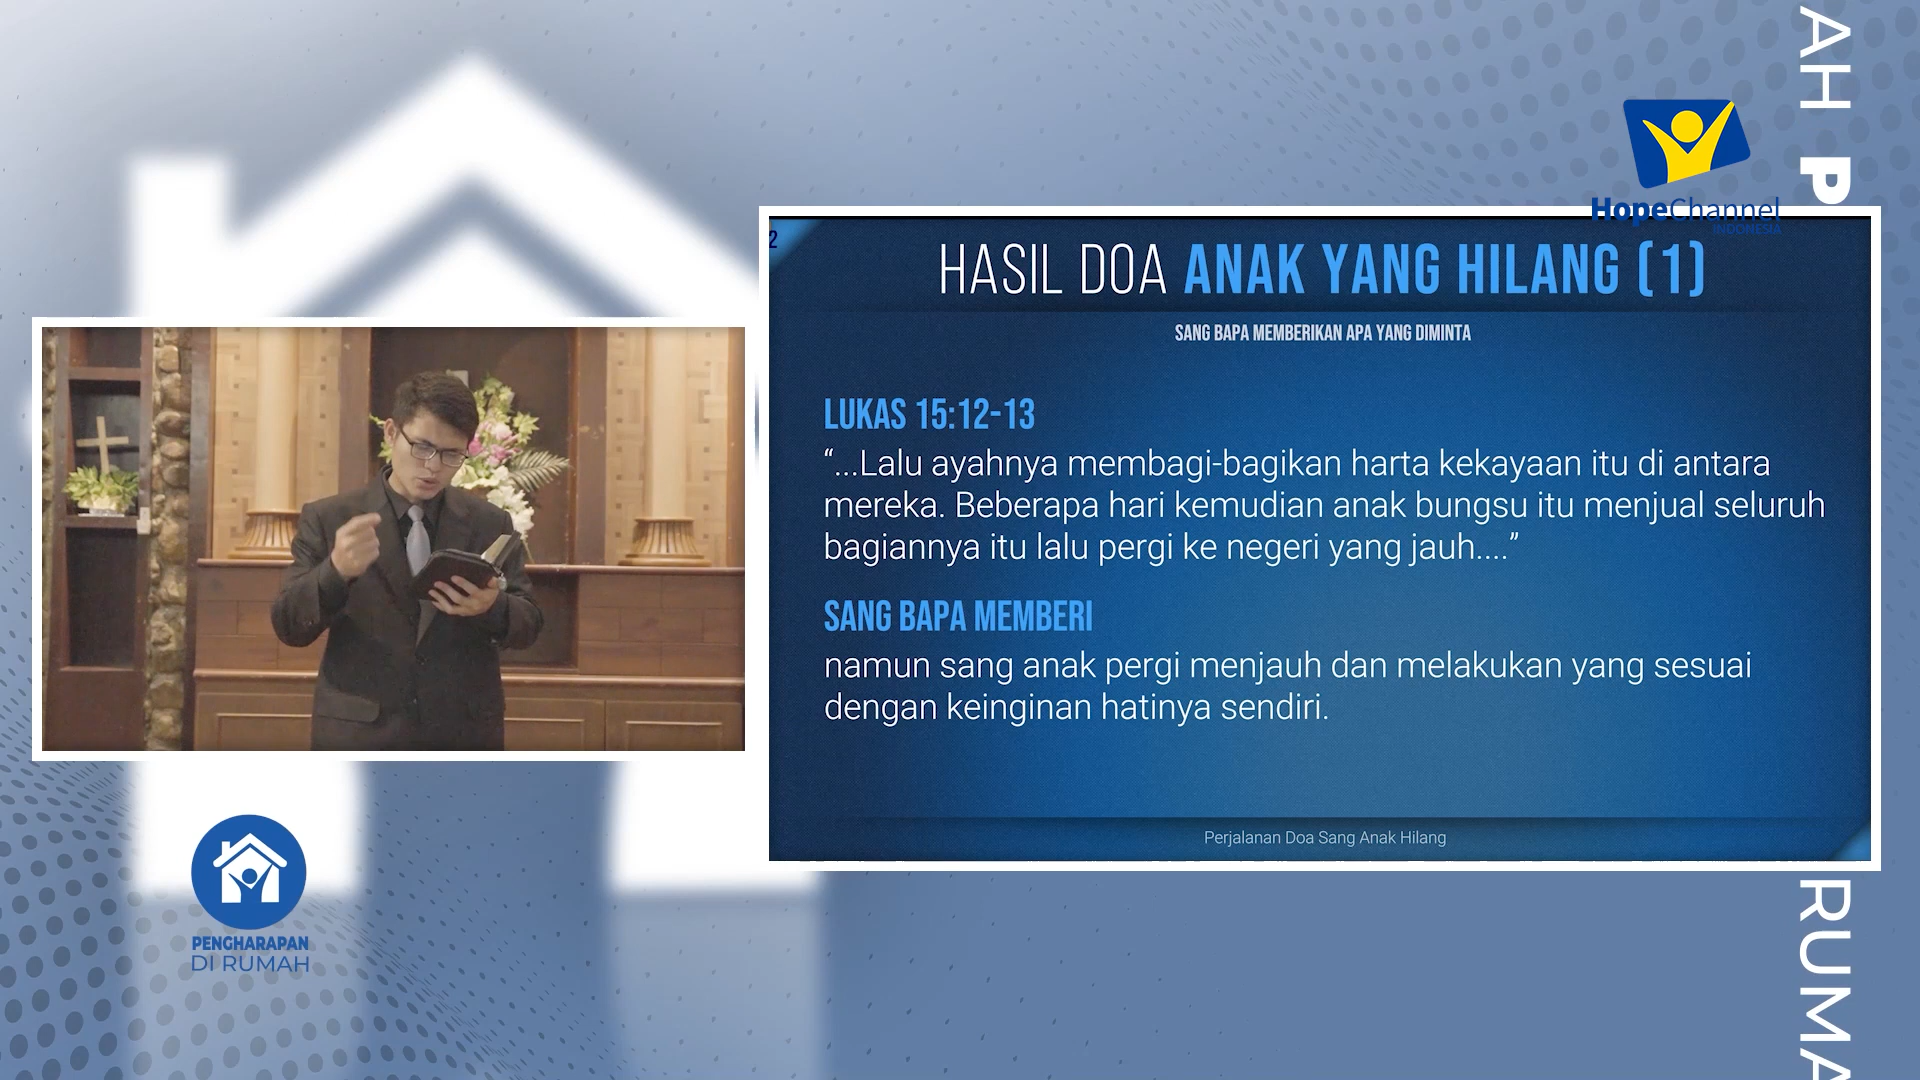 AH P
HopeChannel
INDONESIA
2
HASIL DOA ANAK YANG HILANG (1)
SANG BAPA MEMBERIKAN APA YANG DIMINTA
LUKAS 15:12-13
“...Lalu ayahnya membagi-bagikan harta kekayaan itu di antara
mereka. Beberapa hari kemudian anak bungsu itu menjual seluruh
bagiannya itu lalu pergi ke negeri yang jauh....”
SANG BAPA MEMBERI
namun sang anak pergi menjauh dan melakukan yang sesuai
dengan keinginan hatinya sendiri.
Perjalanan Doa Sang Anak Hilang
PENGHARAPAN
DI RUMAH
RUMA